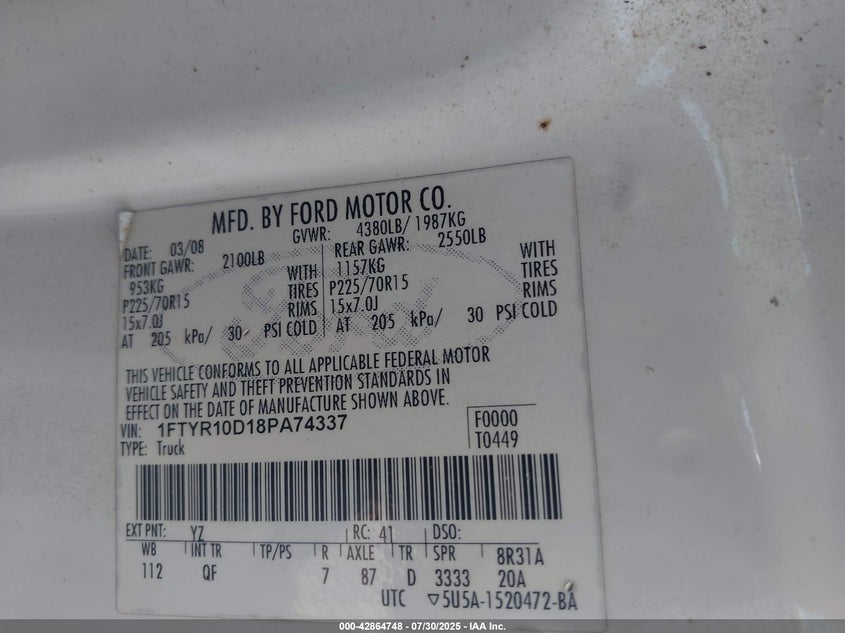 MFD. BY FORD MOTOR CO.
DATE: 03/08 GVWR: 4380LB/ 1987KG
FRONT GAWR: 2100LB REAR GAWR: 2550LB
953KG WITH 1157KG WITH
P225/70R15 TIRES P225/70R15 TIRES
15x7.0J RIMS 15x7.0J RIMS
AT 205 kPa/ 30 PSI COLD AT 205 kPa/ 30 PSI COLD
THIS VEHICLE CONFORMS TO ALL APPLICABLE FEDERAL MOTOR
VEHICLE SAFETY AND THEFT PREVENTION STANDARDS IN
EFFECT ON THE DATE OF MANUFACTURE SHOWN ABOVE.
VIN: 1FTYR10D18PA74337 F0000
TYPE: Truck T0449
EXT PNT: YZ RC: 41 DSO:
WB INT TR TP/PS R AXLE TR SPR 8R31A
112 QF 7 87 D 3333 20A
UTC ▽5U5A-1520472-BA
000-42864748 - 07/30/2025 - IAA Inc.